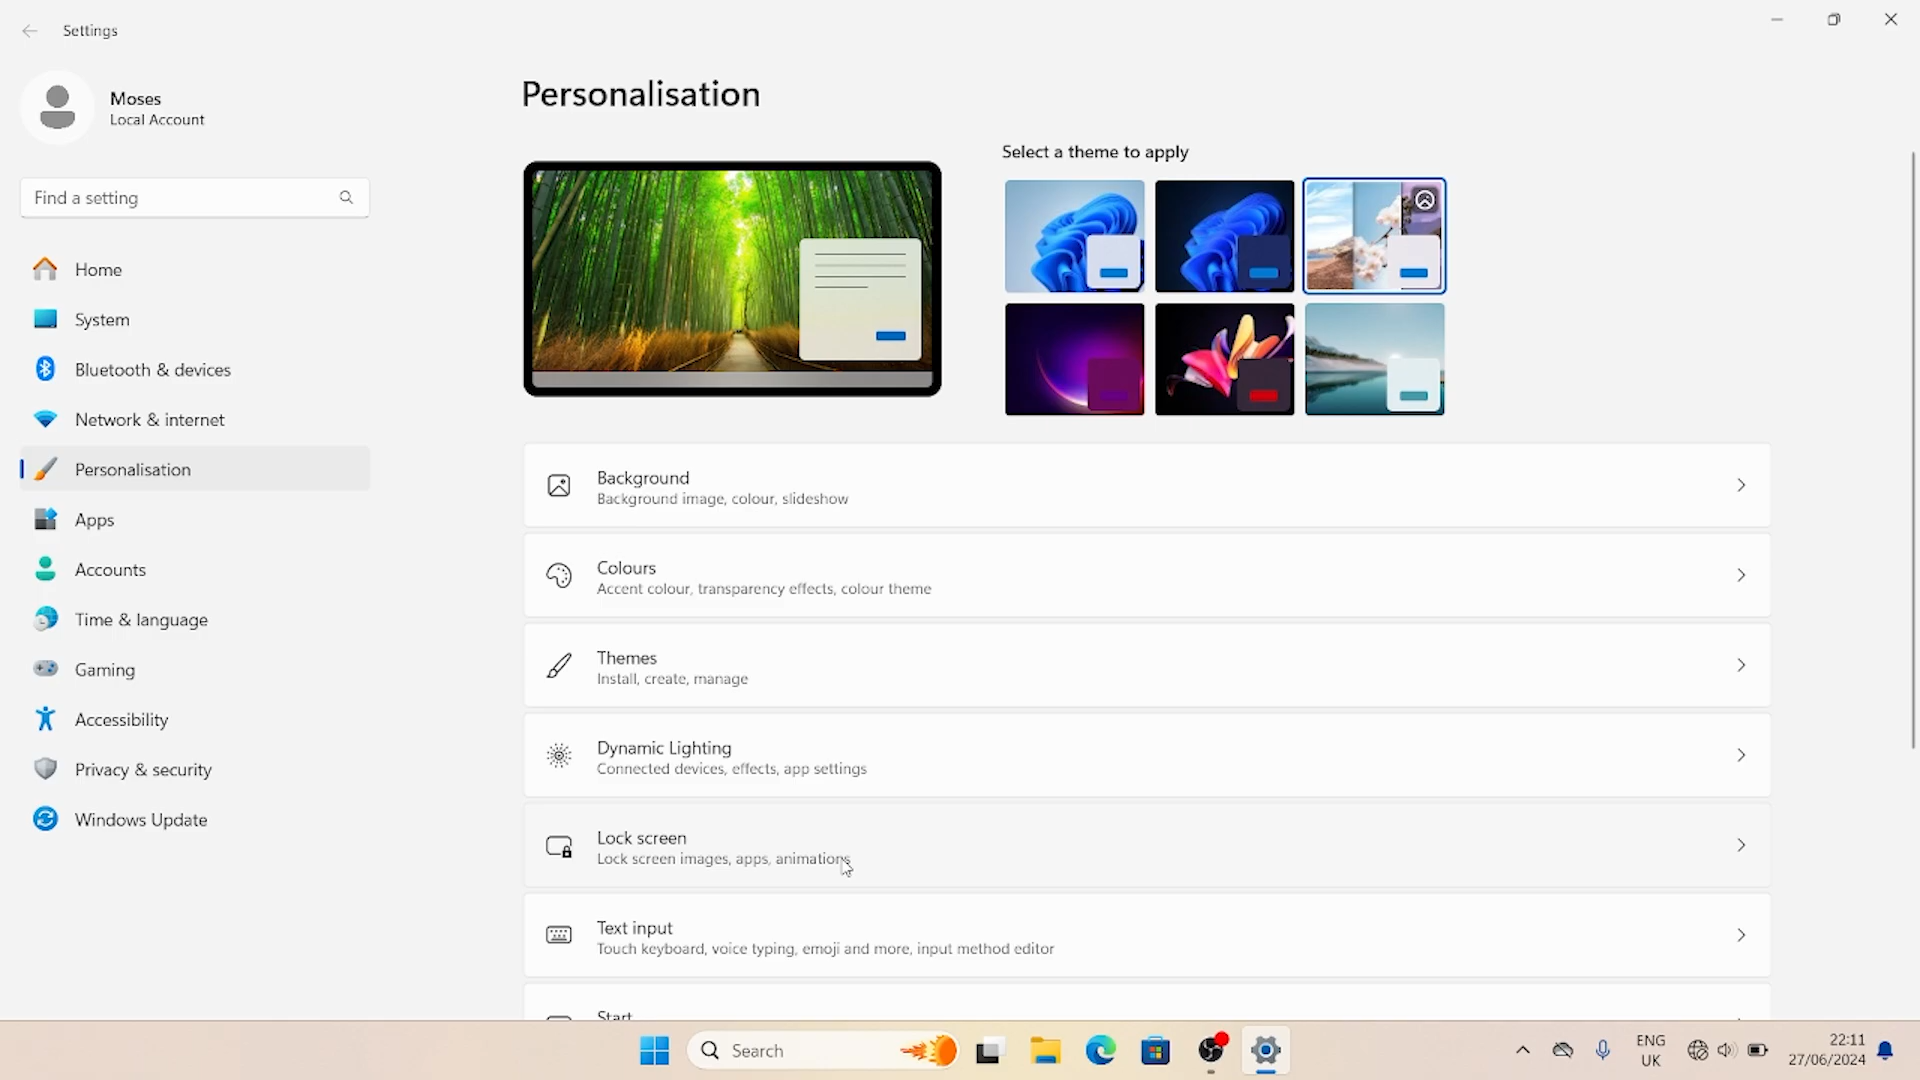 Settings
Moses
Local Account
Find a setting
Home
System
Bluetooth & devices
Network & internet
Personalisation
Apps
Accounts
Time & language
Gaming
Accessibility
Privacy & security
Windows Update
Personalisation
Select a theme to apply
Background
Background image, colour, slideshow
Colours
Accent colour, transparency effects, colour theme
Themes
Install, create, manage
Dynamic Lighting
Connected devices, effects, app settings
Lock screen
Lock screen images, apps, animations
Text input
Touch keyboard, voice typing, emoji and more, input method editor
Start
Search
ENG
UK
22:11
27/06/2024